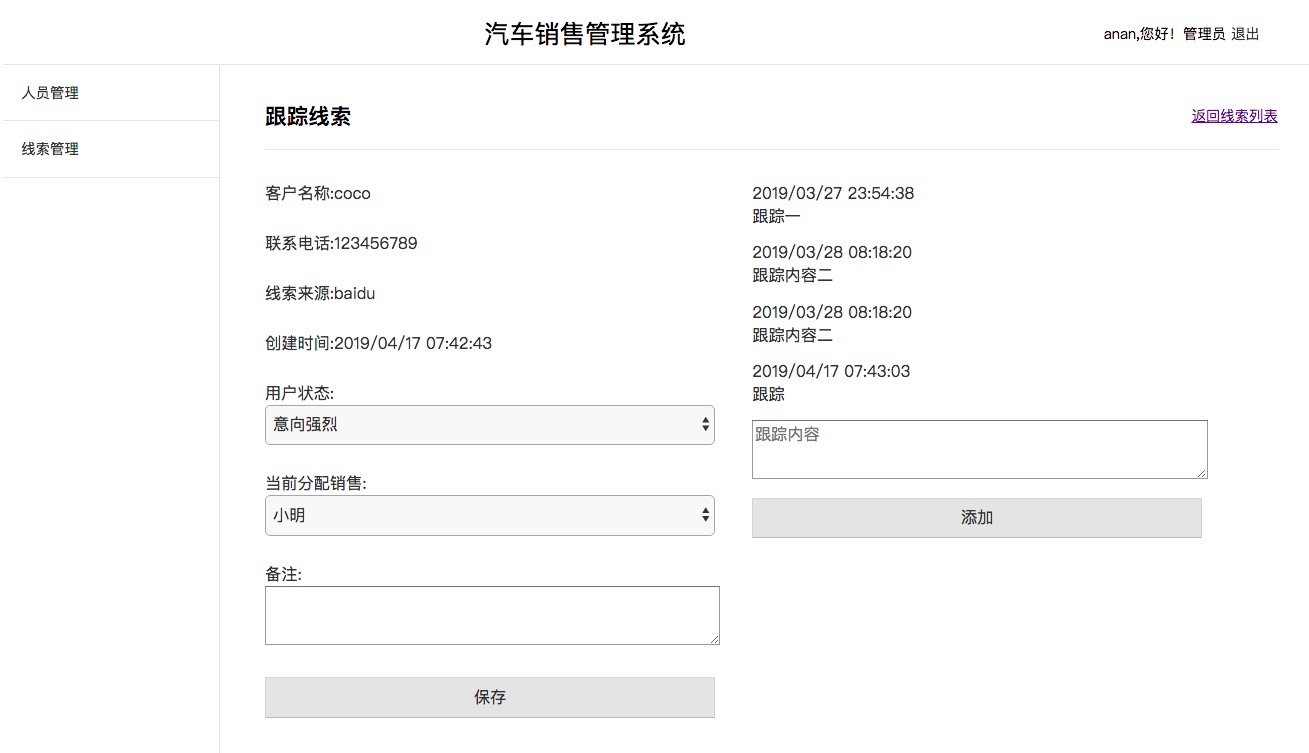 汽车销售管理系统
anan,您好！管理员 退出
人员管理
线索管理
跟踪线索
返回线索列表
客户名称:coco
联系电话:123456789
线索来源:baidu
创建时间:2019/04/17 07:42:43
用户状态:
意向强烈
当前分配销售:
小明
备注:
保存
2019/03/27 23:54:38
跟踪一
2019/03/28 08:18:20
跟踪内容二
2019/03/28 08:18:20
跟踪内容二
2019/04/17 07:43:03
跟踪
跟踪内容
添加